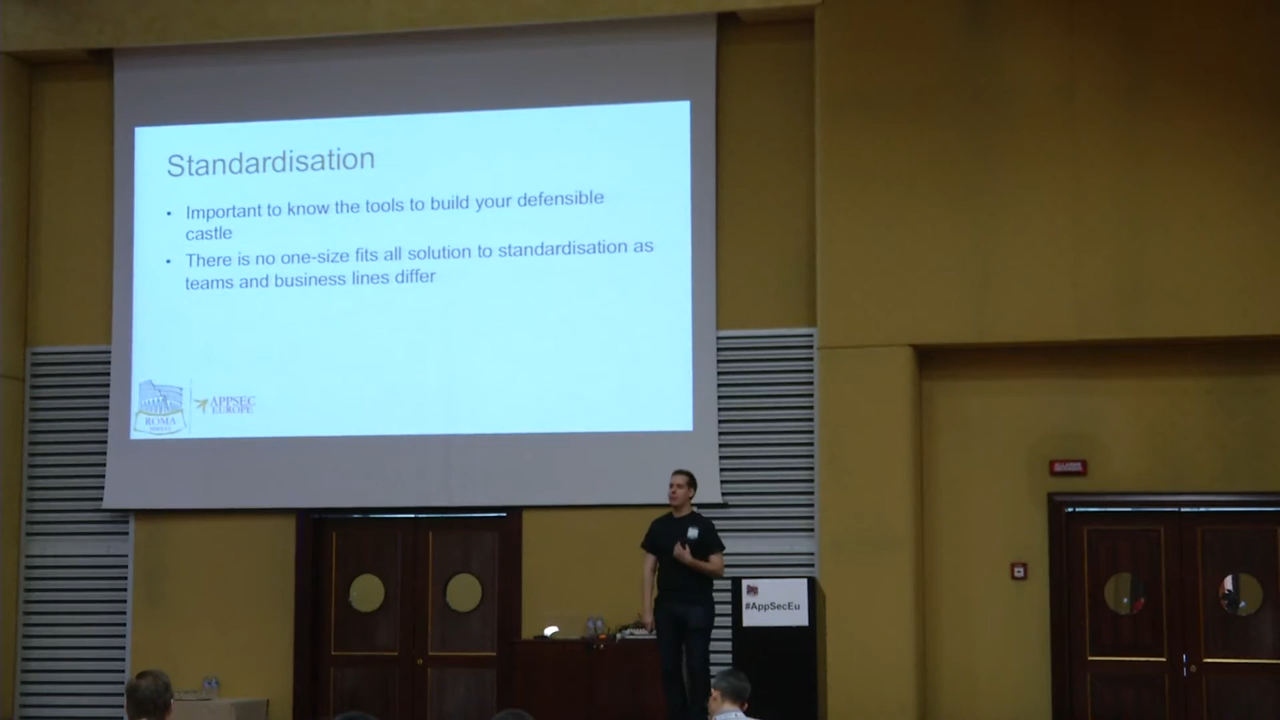 Standardisation
• Important to know the tools to build your defensible
castle
• There is no one-size fits all solution to standardisation as
teams and business lines differ
ROMA
APPSEC
EUROPE
#AppSecEu